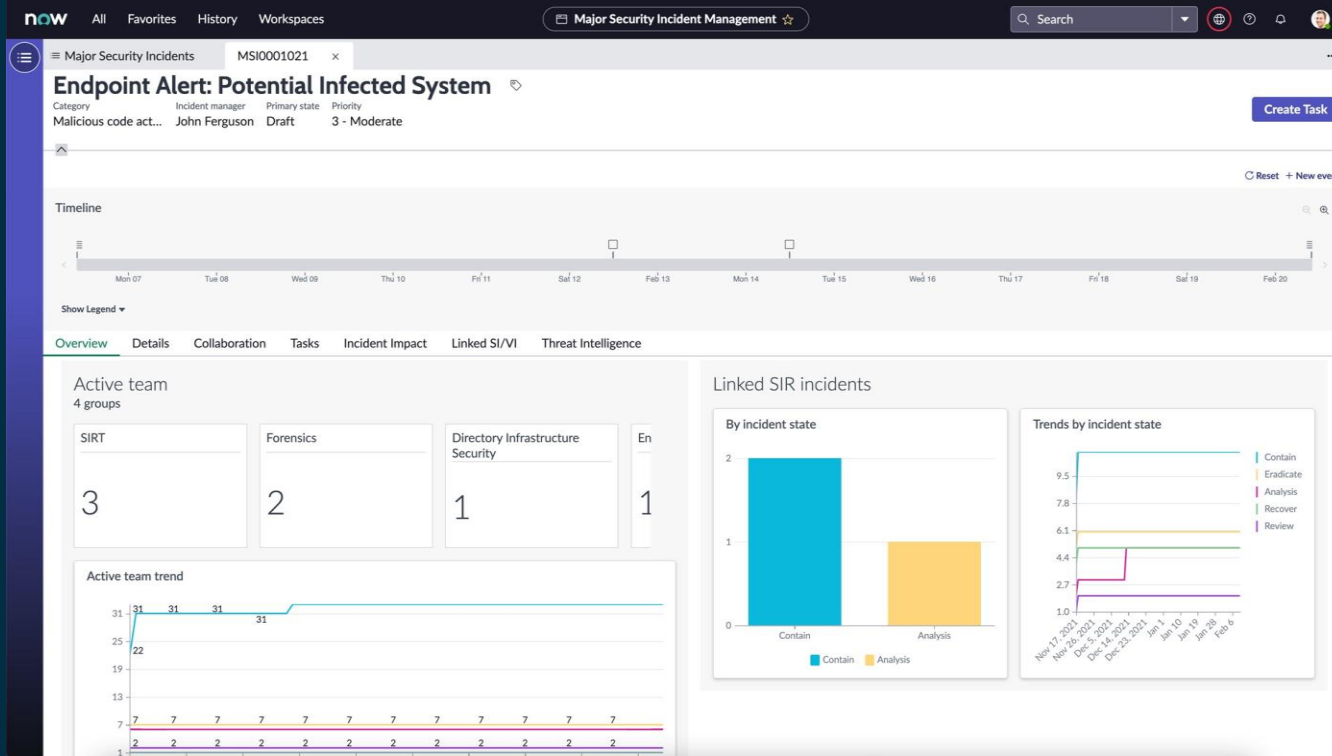 now All Favorites History Workspaces Major Security Incident Management Search
Major Security Incidents MSI0001021 ×
Endpoint Alert: Potential Infected System
Category Incident manager Primary state Priority
Malicious code act... John Ferguson Draft 3 - Moderate
Create Task
Reset + New eve
Timeline
Mon 07 Tue 08 Wed 09 Thu 10 Fri 11 Sat 12 Feb 13 Mon 14 Tue 15 Wed 16 Thu 17 Fri 18 Sat 19 Feb 20
Show Legend
Overview Details Collaboration Tasks Incident Impact Linked SI/VI Threat Intelligence
Active team
4 groups
SIRT
3
Forensics
2
Directory Infrastructure
Security
1
En
1
Active team trend
31
25
19
13
7
1
31 31 31 31
22
7 7 7 7 7 7 7 7 7 7 7 7
2 2 2 2 2 2 2 2 2 2 2 2
Linked SIR incidents
By incident state
2
1
0
Contain Analysis
Contain Analysis
Trends by incident state
9.5
7.8
6.1
4.4
2.7
1.0
Nov 17, 2021 Nov 26, 2021 Dec 5, 2021 Dec 14, 2021 Dec 23, 2021 Jan 1 Jan 10 Jan 19 Jan 28 Feb 6
Contain
Eradicate
Analysis
Recover
Review